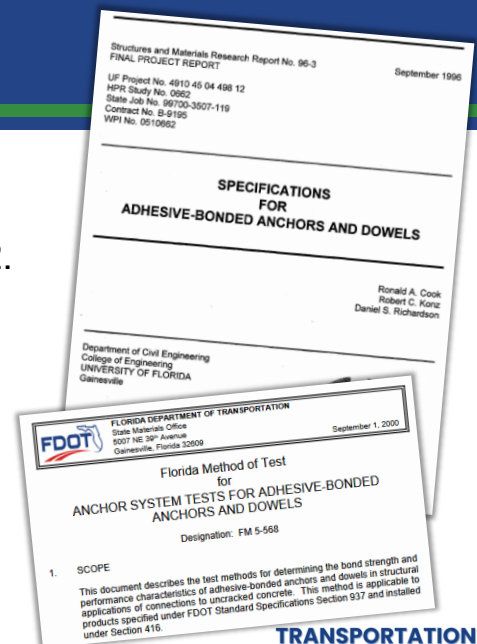 Structures and Materials Research Report No. 96-3
FINAL PROJECT REPORT
September 1996
UF Project No. 4910 45 04 498 12
HPR Study No. 0662
State Job No. 99700-3507-119
Contract No. B-9195
WPI No. 0510662
SPECIFICATIONS
FOR
ADHESIVE-BONDED ANCHORS AND DOWELS
Ronald A. Cook
Robert C. Konz
Daniel S. Richardson
Department of Civil Engineering
College of Engineering
UNIVERSITY OF FLORIDA
Gainesville
FDOT
FLORIDA DEPARTMENT OF TRANSPORTATION
State Materials Office
5007 NE 39th Avenue
Gainesville, Florida 32609
September 1, 2000
Florida Method of Test
for
ANCHOR SYSTEM TESTS FOR ADHESIVE-BONDED
ANCHORS AND DOWELS
Designation: FM 5-568
1. SCOPE
This document describes the test methods for determining the bond strength and
performance characteristics of adhesive-bonded anchors and dowels in structural
applications of connections to uncracked concrete. This method is applicable to
products specified under FDOT Standard Specifications Section 937 and installed
under Section 416.
TRANSPORTATION